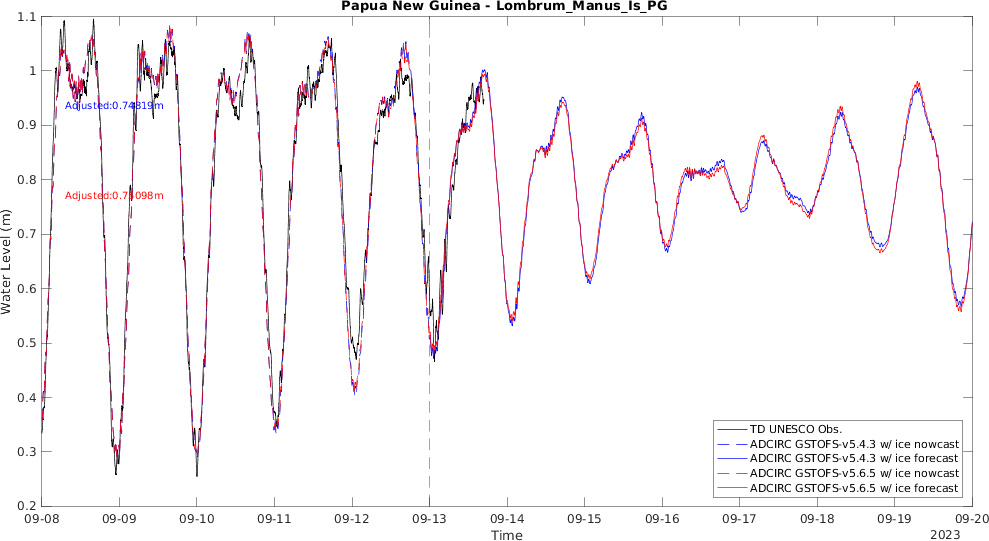 Papua New Guinea - Lombrum_Manus_Is_PG
1.1
1
0.9
0.8
0.7
0.6
0.5
0.4
0.3
0.2
Water Level (m)
Adjusted:0.74819m
TD UNESCO Obs.
ADCIRC GSTOFS-v5.4.3 w/ ice nowcast
ADCIRC GSTOFS-v5.4.3 w/ ice forecast
ADCIRC GSTOFS-v5.6.5 w/ ice nowcast
ADCIRC GSTOFS-v5.6.5 w/ ice forecast
09-08
09-09
09-10
09-11
09-12
09-13
09-14
09-15
09-16
09-17
09-18
09-19
09-20
Time
2023